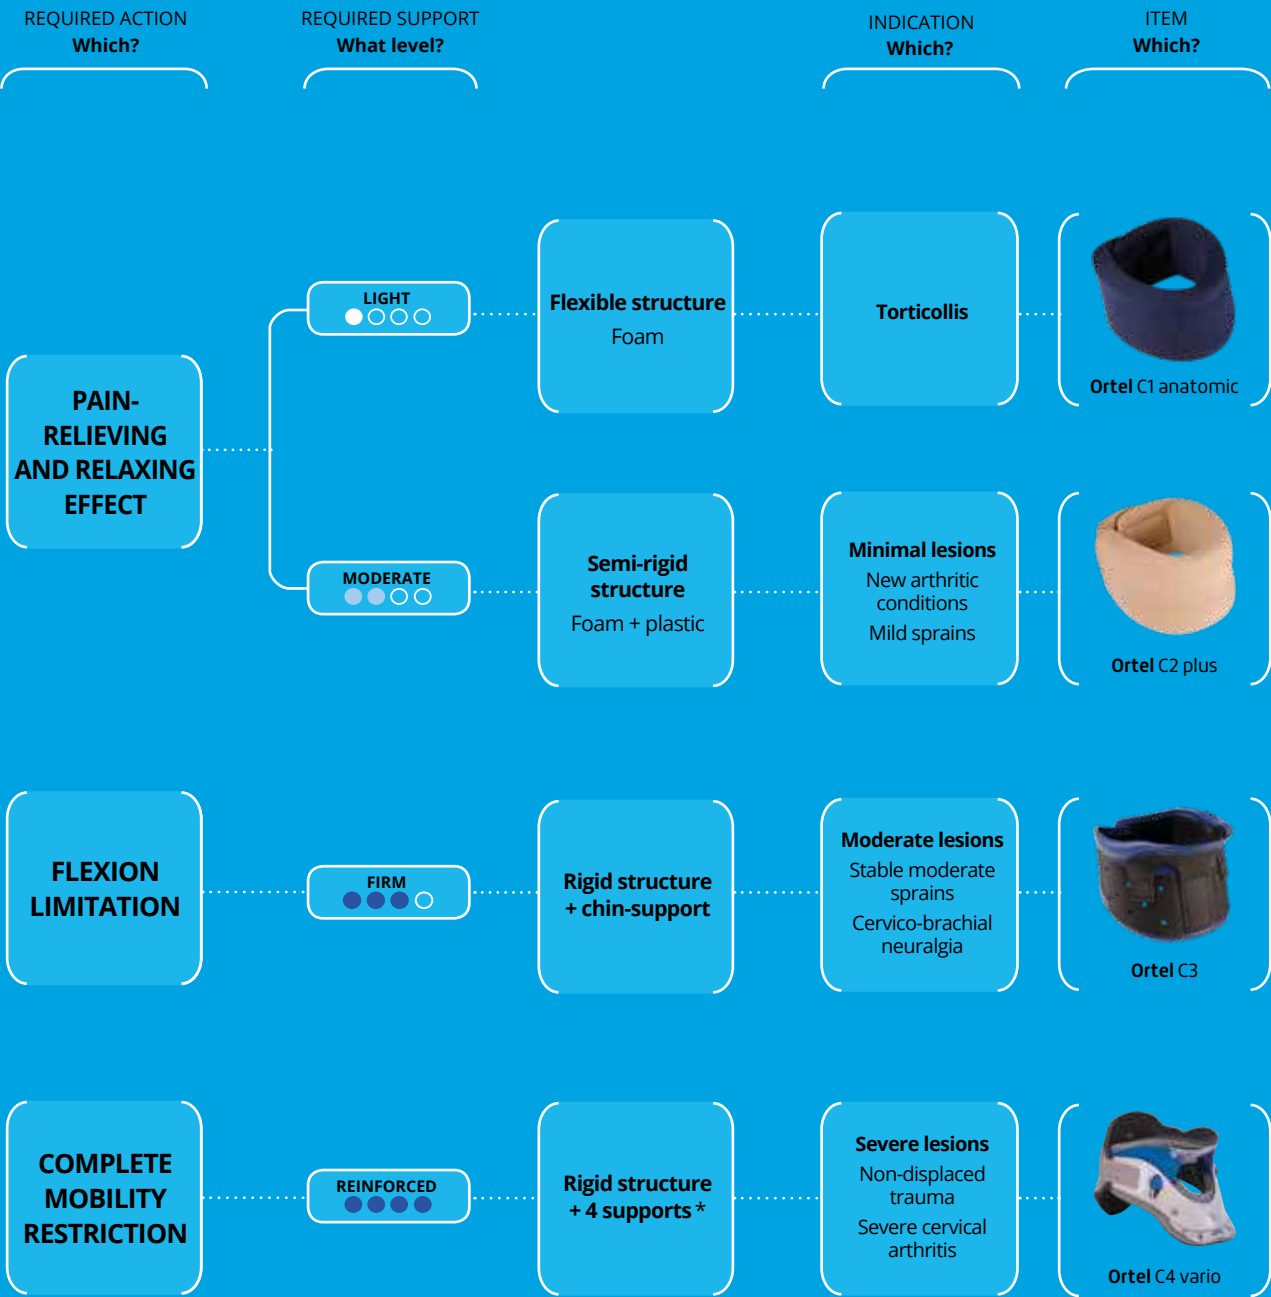 REQUIRED ACTION
Which?
REQUIRED SUPPORT
What level?
INDICATION
Which?
ITEM
Which?
PAIN-
RELIEVING
AND RELAXING
EFFECT
LIGHT
Flexible structure
Foam
Torticollis
Ortel C1 anatomic
MODERATE
Semi-rigid
structure
Foam + plastic
Minimal lesions
New arthritic
conditions
Mild sprains
Ortel C2 plus
FLEXION
LIMITATION
FIRM
Rigid structure
+ chin-support
Moderate lesions
Stable moderate
sprains
Cervico-brachial
neuralgia
Ortel C3
COMPLETE
MOBILITY
RESTRICTION
REINFORCED
Rigid structure
+ 4 supports *
Severe lesions
Non-displaced
trauma
Severe cervical
arthritis
Ortel C4 vario